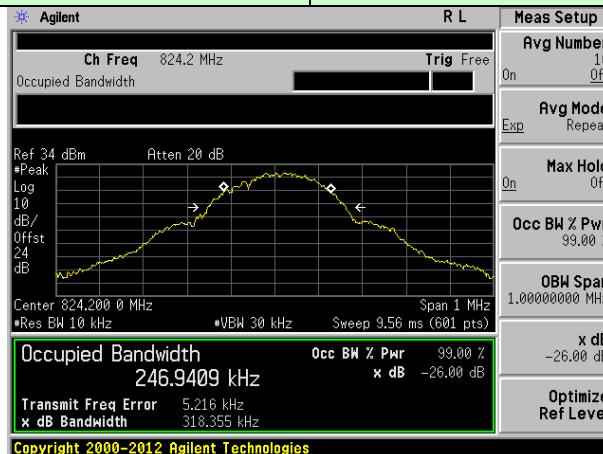 Agilent R L Meas Setup
Ch Freq 824.2 MHz Trig Free
Occupied Bandwidth
Avg Number
10
On Off
Avg Mode
Exp Repeat
Max Hold
On Off
Occ BW % Pwr
99.00
OBW Span
1.00000000 MHz
x dB
-26.00 dB
Optimize
Ref Level
Ref 34 dBm Atten 20 dB
#Peak
Log
10
dB/
Offst
24
dB
Center 824.200 0 MHz Span 1 MHz
#Res BW 10 kHz #VBW 30 kHz Sweep 9.56 ms (601 pts)
Occupied Bandwidth Occ BW % Pwr 99.00 %
246.9409 kHz x dB -26.00 dB
Transmit Freq Error 5.216 kHz
x dB Bandwidth 318.355 kHz
Copyright 2000-2012 Agilent Technologies